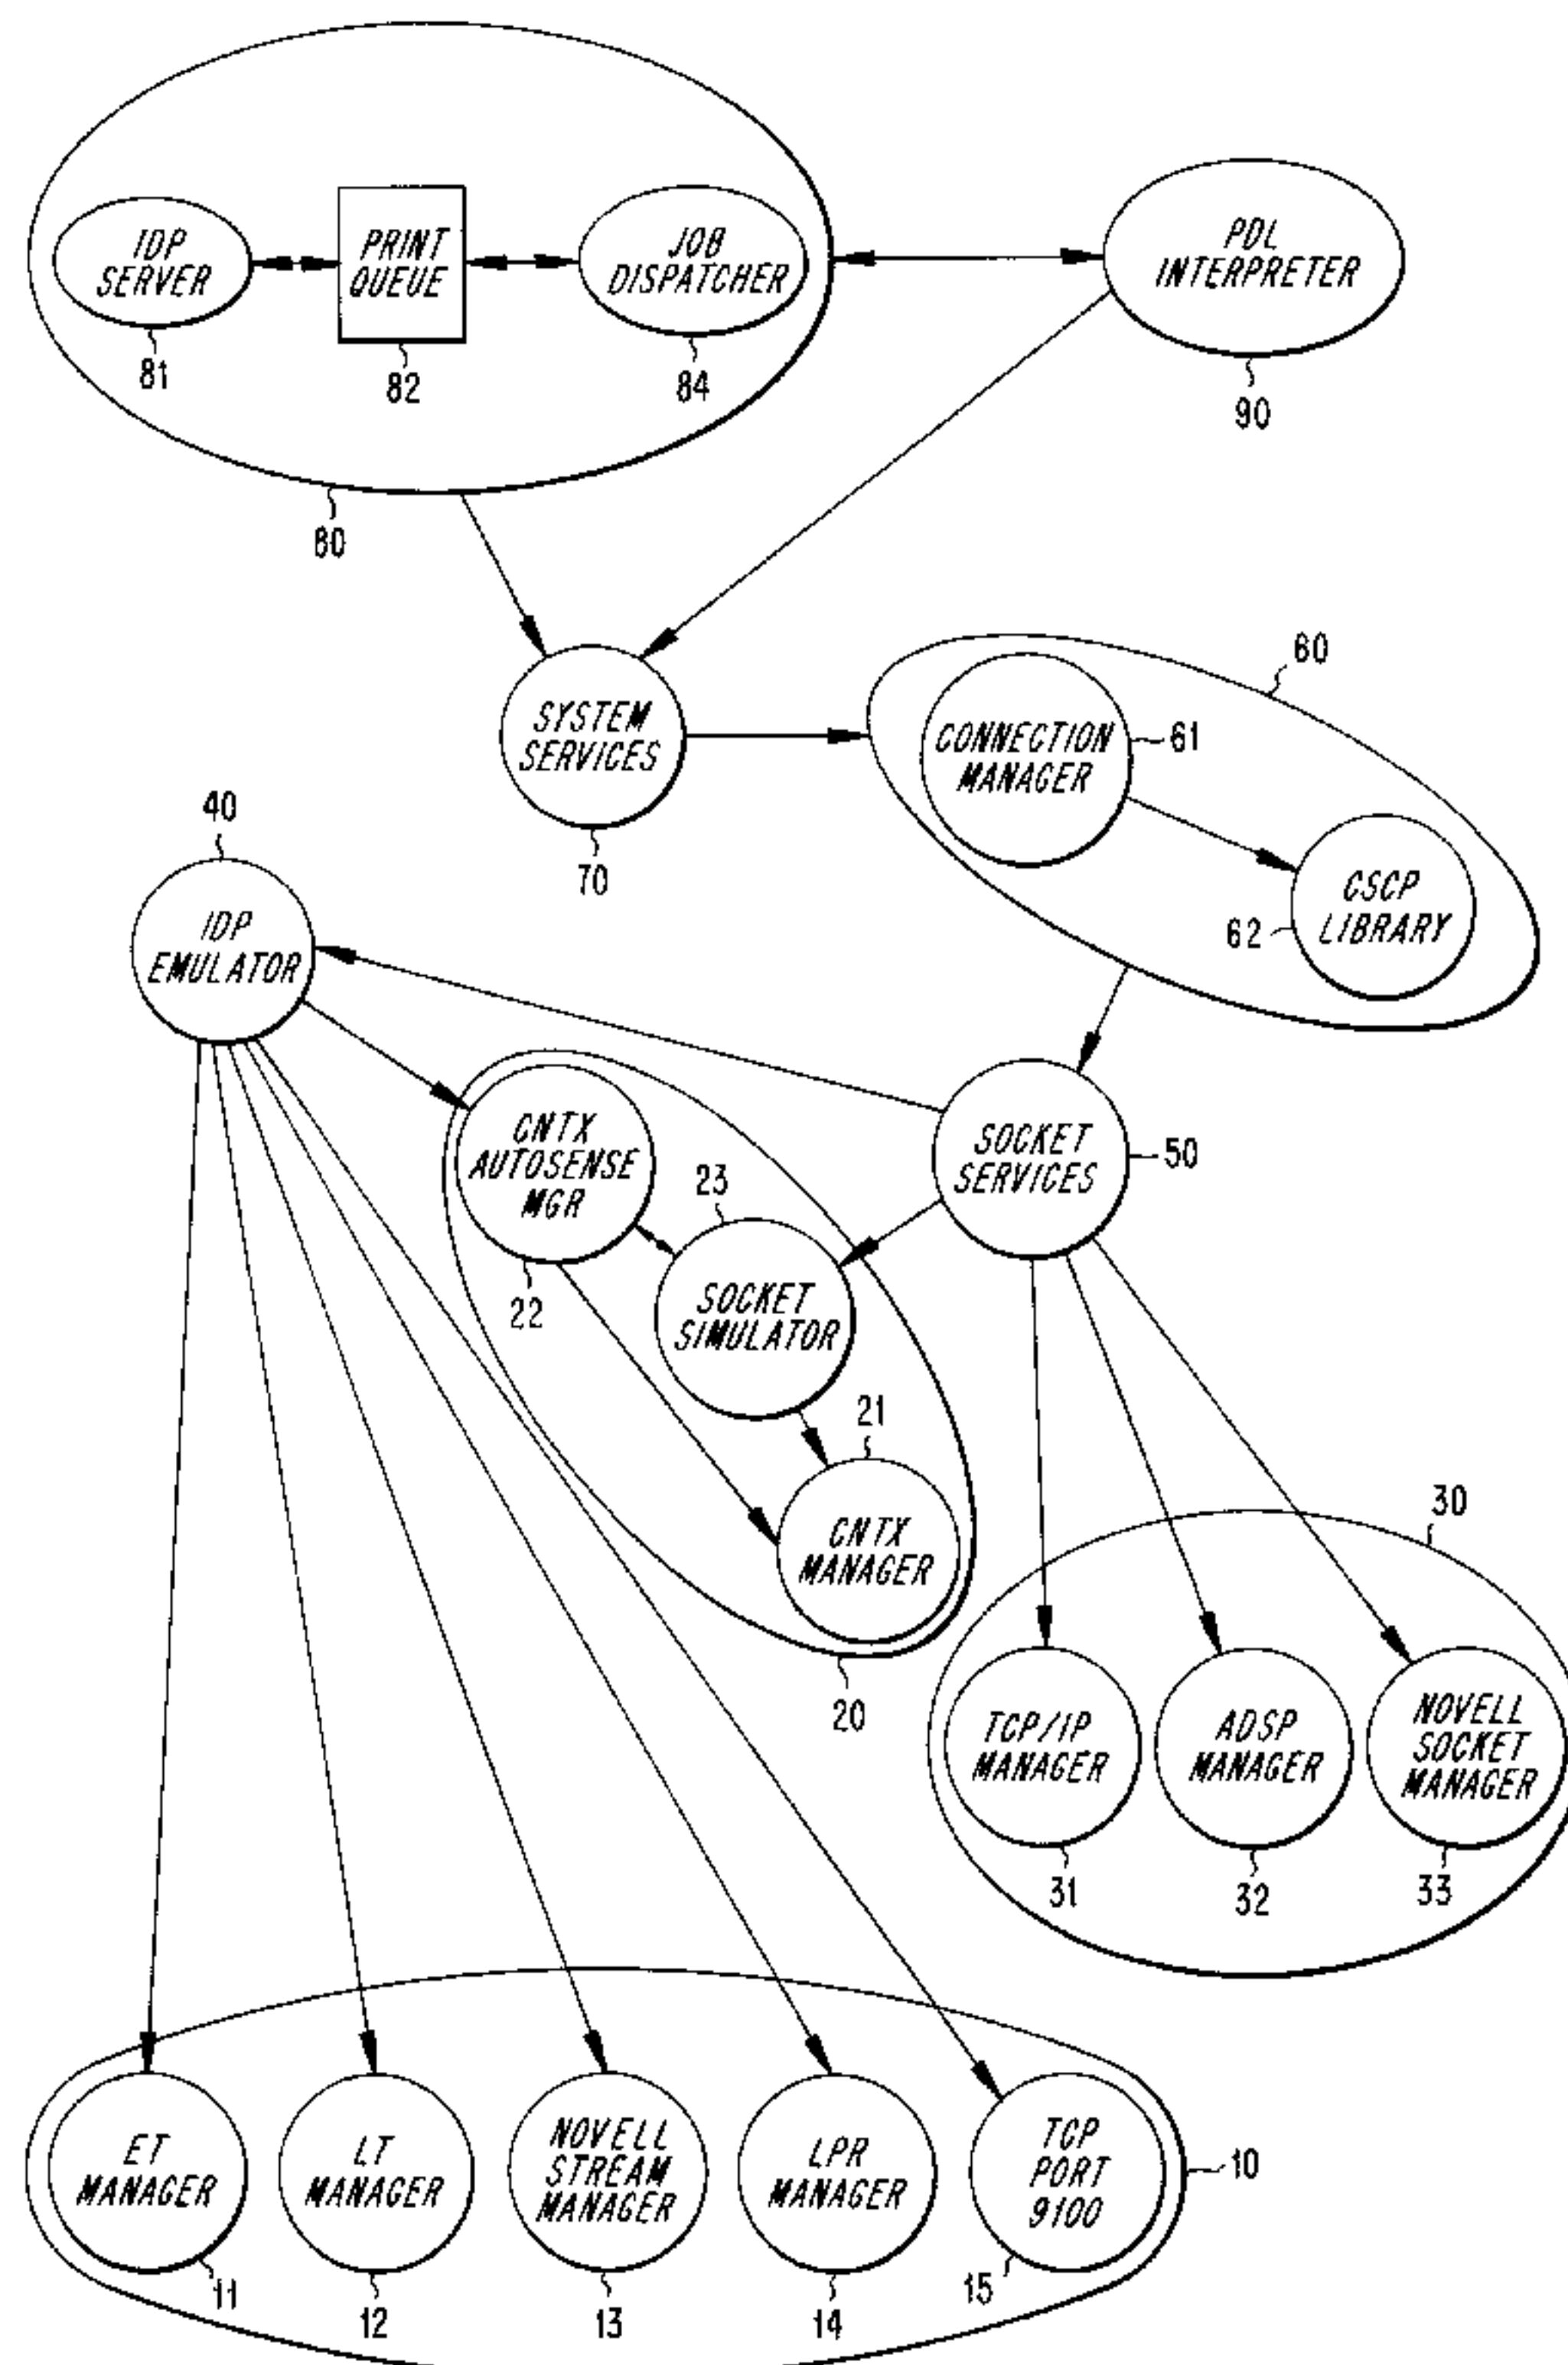 IDP
SERVER
81
PRINT
QUEUE
82
JOB
DISPATCHER
84
PDL
INTERPRETER
90
80
SYSTEM
SERVICES
70
60
CONNECTION
MANAGER
61
CSCP
LIBRARY
62
40
IDP
EMULATOR
CNTX
AUTOSENSE
MGR
22
23
SOCKET
SIMULATOR
SOCKET
SERVICES
50
21
CNTX
MANAGER
20
30
TCP/IP
MANAGER
31
ADSP
MANAGER
32
NOVELL
SOCKET
MANAGER
33
ET
MANAGER
11
LT
MANAGER
12
NOVELL
STREAM
MANAGER
13
LPR
MANAGER
14
TCP
PORT
9100
15
10